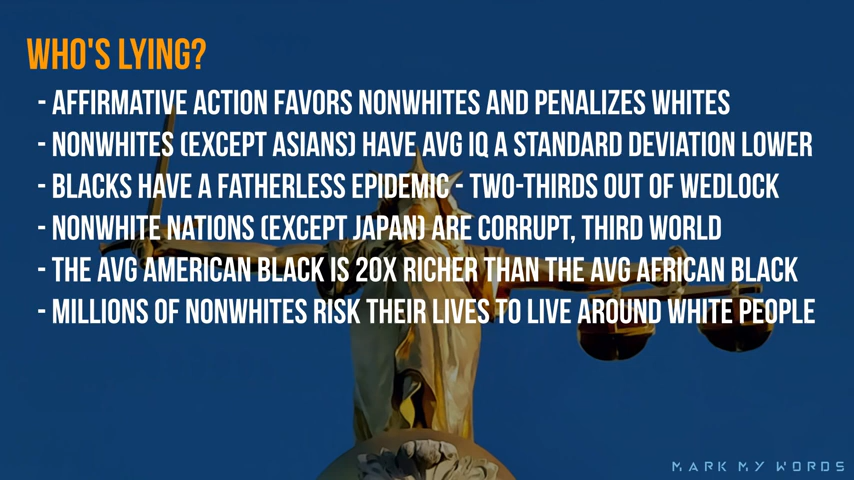 WHO'S LYING?
- AFFIRMATIVE ACTION FAVORS NONWHITES AND PENALIZES WHITES
- NONWHITES (EXCEPT ASIANS) HAVE AVG IQ A STANDARD DEVIATION LOWER
- BLACKS HAVE A FATHERLESS EPIDEMIC - TWO-THIRDS OUT OF WEDLOCK
- NONWHITE NATIONS (EXCEPT JAPAN) ARE CORRUPT, THIRD WORLD
- THE AVG AMERICAN BLACK IS 20X RICHER THAN THE AVG AFRICAN BLACK
- MILLIONS OF NONWHITES RISK THEIR LIVES TO LIVE AROUND WHITE PEOPLE
MARK MY WORDS